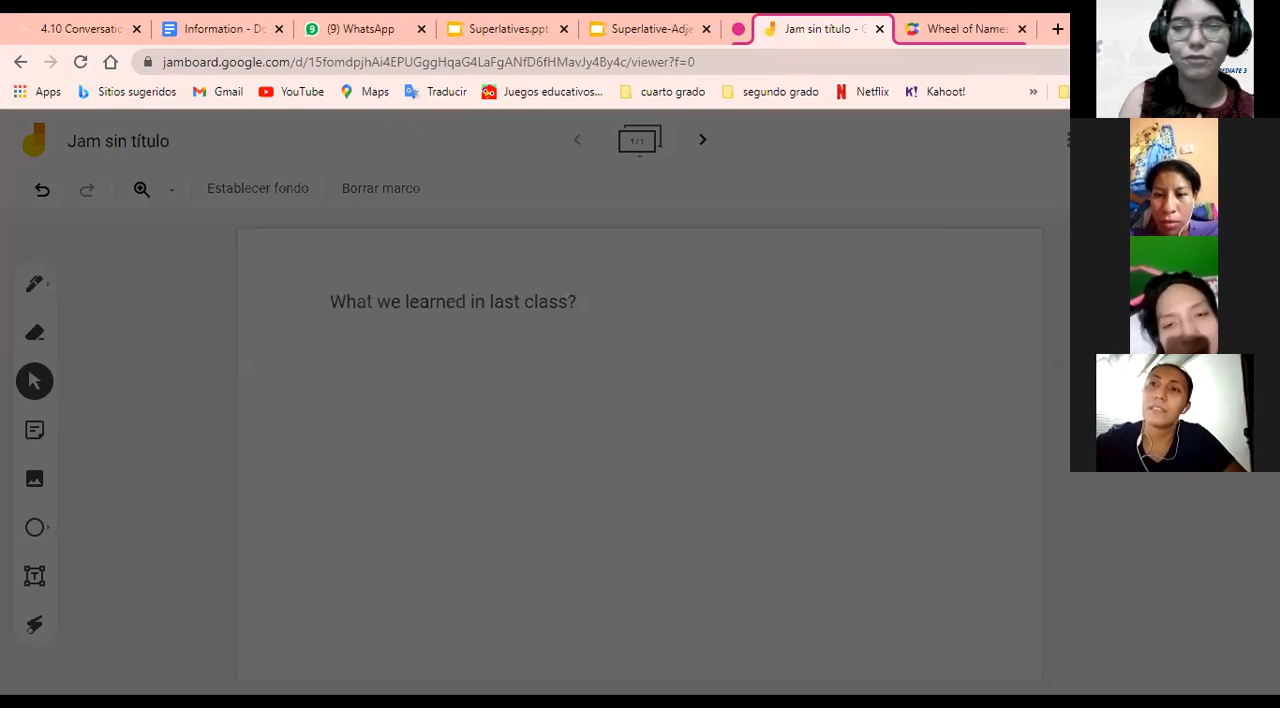 4.10 Conversatic
Information - Do
(9) WhatsApp
Superlatives.ppt
Superlative-Adje
Jam sin título - G
Wheel of Names
jamboard.google.com/d/15fomdpjhAi4EPUGggHqaG4LaFgANfD6fHMavJy4By4c/viewer?f=0
Apps
Sitios sugeridos
Gmail
YouTube
Maps
Traducir
Juegos educativos...
cuarto grado
segundo grado
Netflix
Kahoot!
Jam sin título
1/1
Establecer fondo
Borrar marco
What we learned in last class?